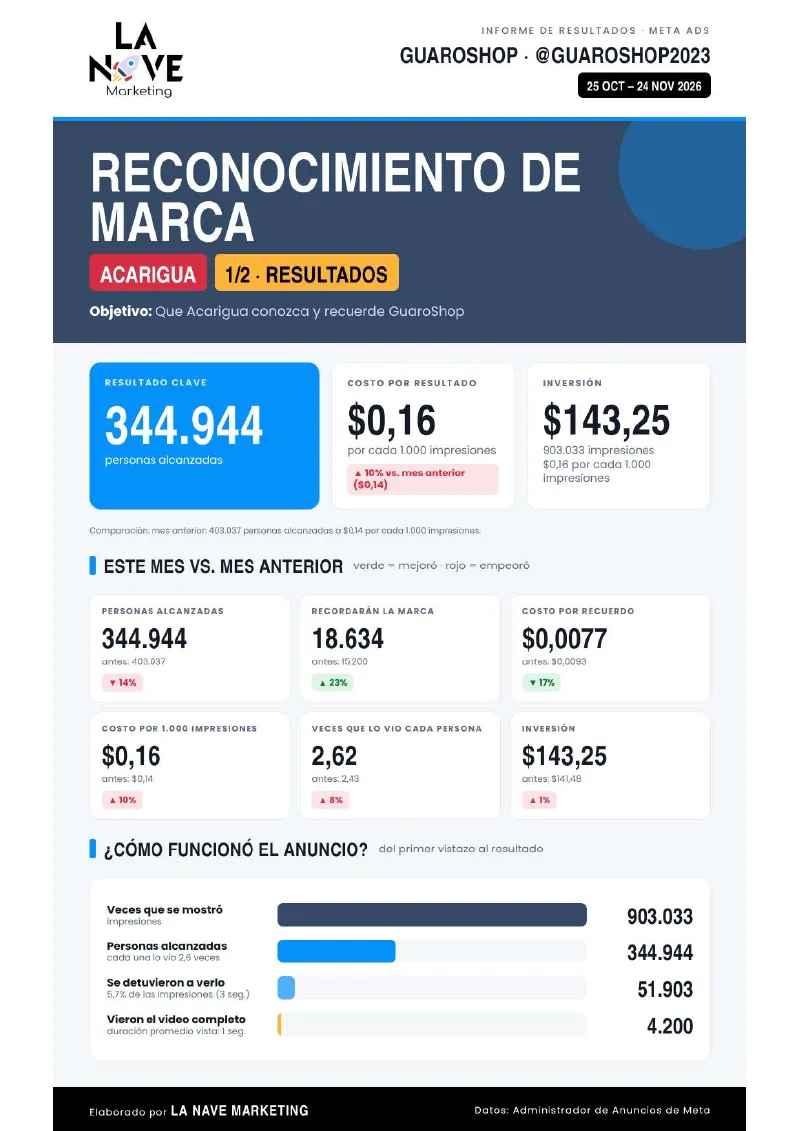 LA
NAVE
Marketing
INFORME DE RESULTADOS · META ADS
GUAROSHOP · @GUAROSHOP2023
25 OCT – 24 NOV 2026
RECONOCIMIENTO DE
MARCA
ACARIGUA
1/2 · RESULTADOS
Objetivo: Que Acarigua conozca y recuerde GuaroShop
RESULTADO CLAVE
344.944
personas alcanzadas
COSTO POR RESULTADO
$0,16
por cada 1.000 impresiones
▲ 10% vs. mes anterior
($0,14)
INVERSIÓN
$143,25
903.033 impresiones
$0,16 por cada 1.000
impresiones
Comparación: mes anterior: 403.037 personas alcanzadas a $0,14 por cada 1.000 impresiones.
ESTE MES VS. MES ANTERIOR verde = mejoró · rojo = empeoró
PERSONAS ALCANZADAS
344.944
antes: 403.037
▼ 14%
RECORDARÁN LA MARCA
18.634
antes: 15.200
▲ 23%
COSTO POR RECUERDO
$0,0077
antes: $0,0093
▼ 17%
COSTO POR 1.000 IMPRESIONES
$0,16
antes: $0,14
▲ 10%
VECES QUE LO VIO CADA PERSONA
2,62
antes: 2,43
▲ 8%
INVERSIÓN
$143,25
antes: $141,48
▲ 1%
¿CÓMO FUNCIONÓ EL ANUNCIO? del primer vistazo al resultado
Veces que se mostró
impresiones
903.033
Personas alcanzadas
cada una lo vio 2,6 veces
344.944
Se detuvieron a verlo
5,7% de las impresiones (3 seg.)
51.903
Vieron el video completo
duración promedio vista: 1 seg.
4.200
Elaborado por LA NAVE MARKETING
Datos: Administrador de Anuncios de Meta